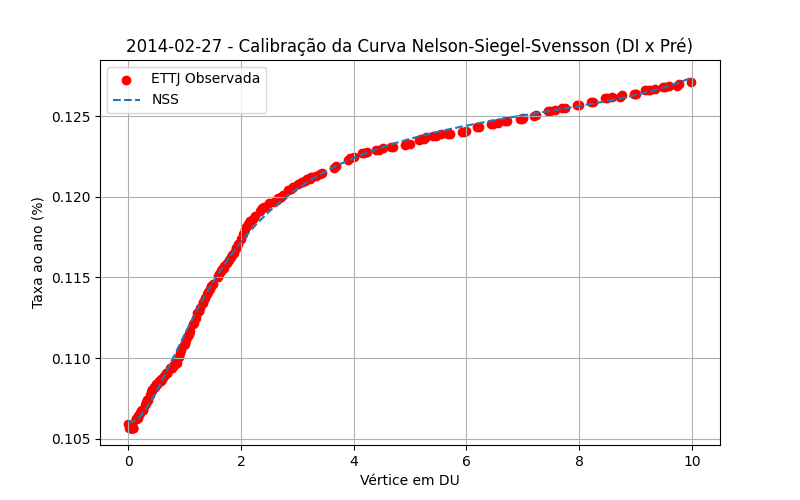 2014-02-27 - Calibração da Curva Nelson-Siegel-Svensson (DI x Pré)
ETTJ Observada
NSS
Taxa ao ano (%)
0.125
0.120
0.115
0.110
0.105
0 2 4 6 8 10
Vértice em DU